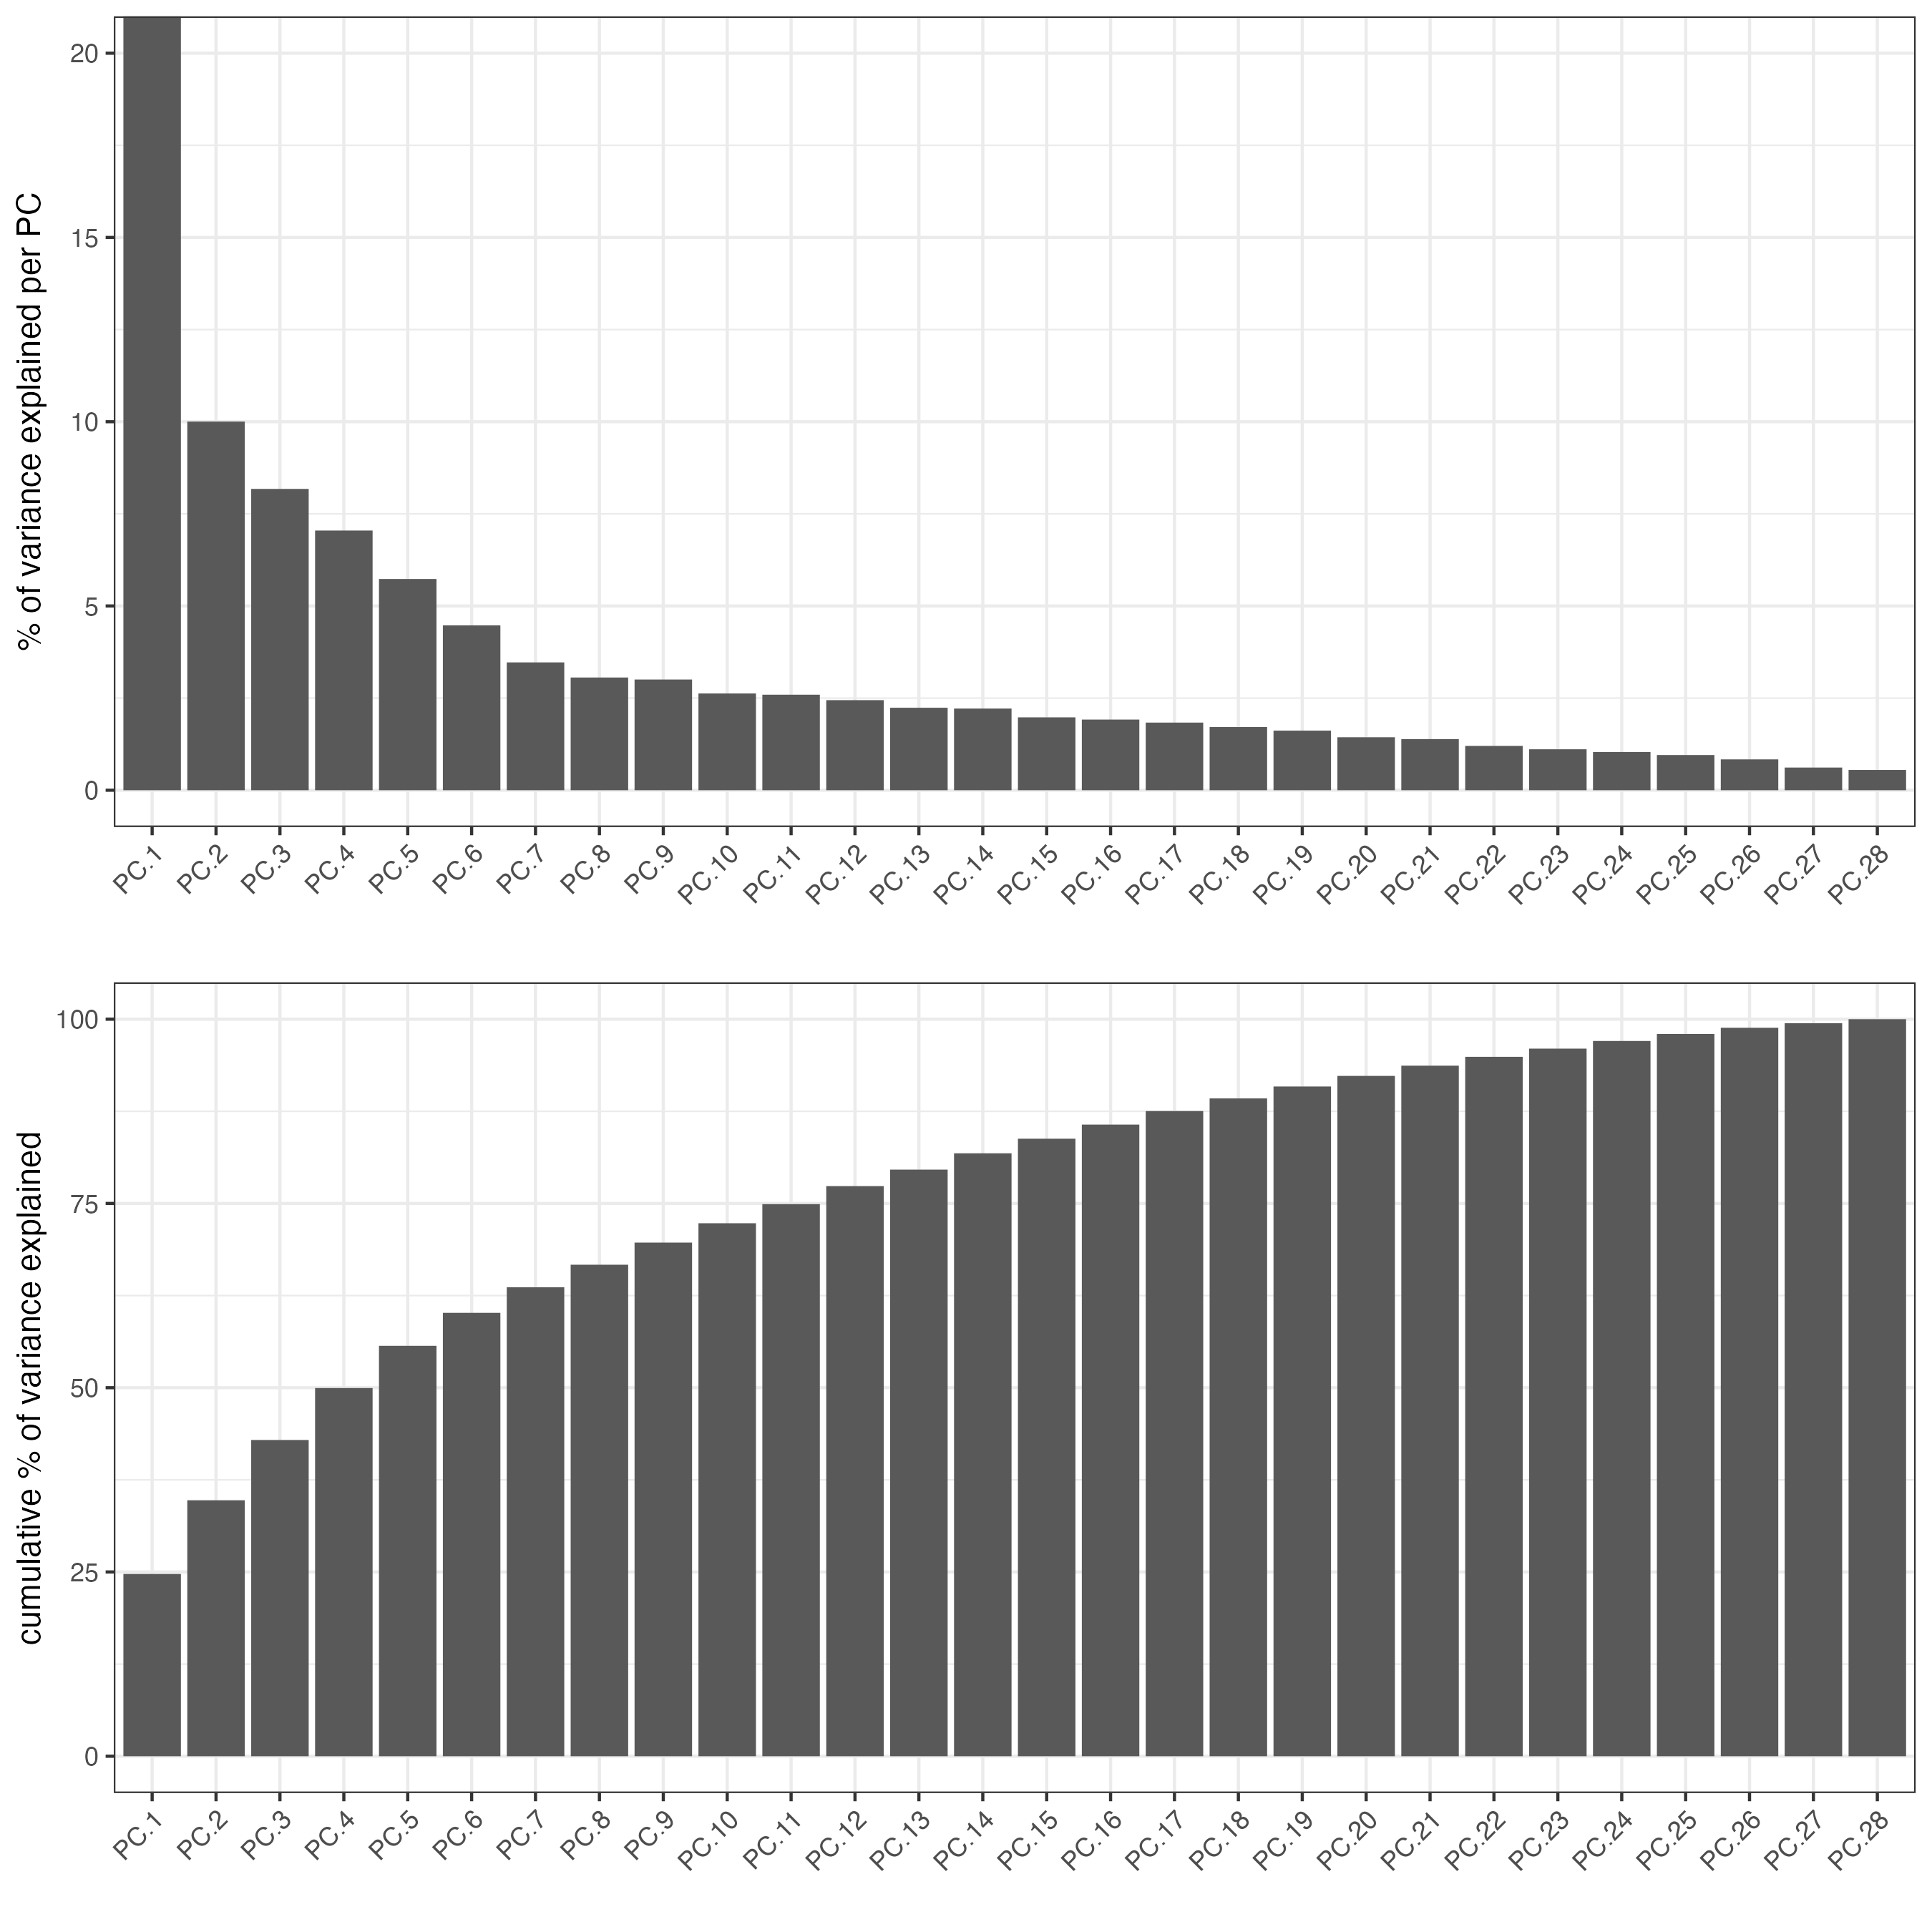 % of variance explained per PC
20
15
10
5
0
PC.1 PC.2 PC.3 PC.4 PC.5 PC.6 PC.7 PC.8 PC.9 PC.10 PC.11 PC.12 PC.13 PC.14 PC.15 PC.16 PC.17 PC.18 PC.19 PC.20 PC.21 PC.22 PC.23 PC.24 PC.25 PC.26 PC.27 PC.28
cumulative % of variance explained
100
75
50
25
0
PC.1 PC.2 PC.3 PC.4 PC.5 PC.6 PC.7 PC.8 PC.9 PC.10 PC.11 PC.12 PC.13 PC.14 PC.15 PC.16 PC.17 PC.18 PC.19 PC.20 PC.21 PC.22 PC.23 PC.24 PC.25 PC.26 PC.27 PC.28